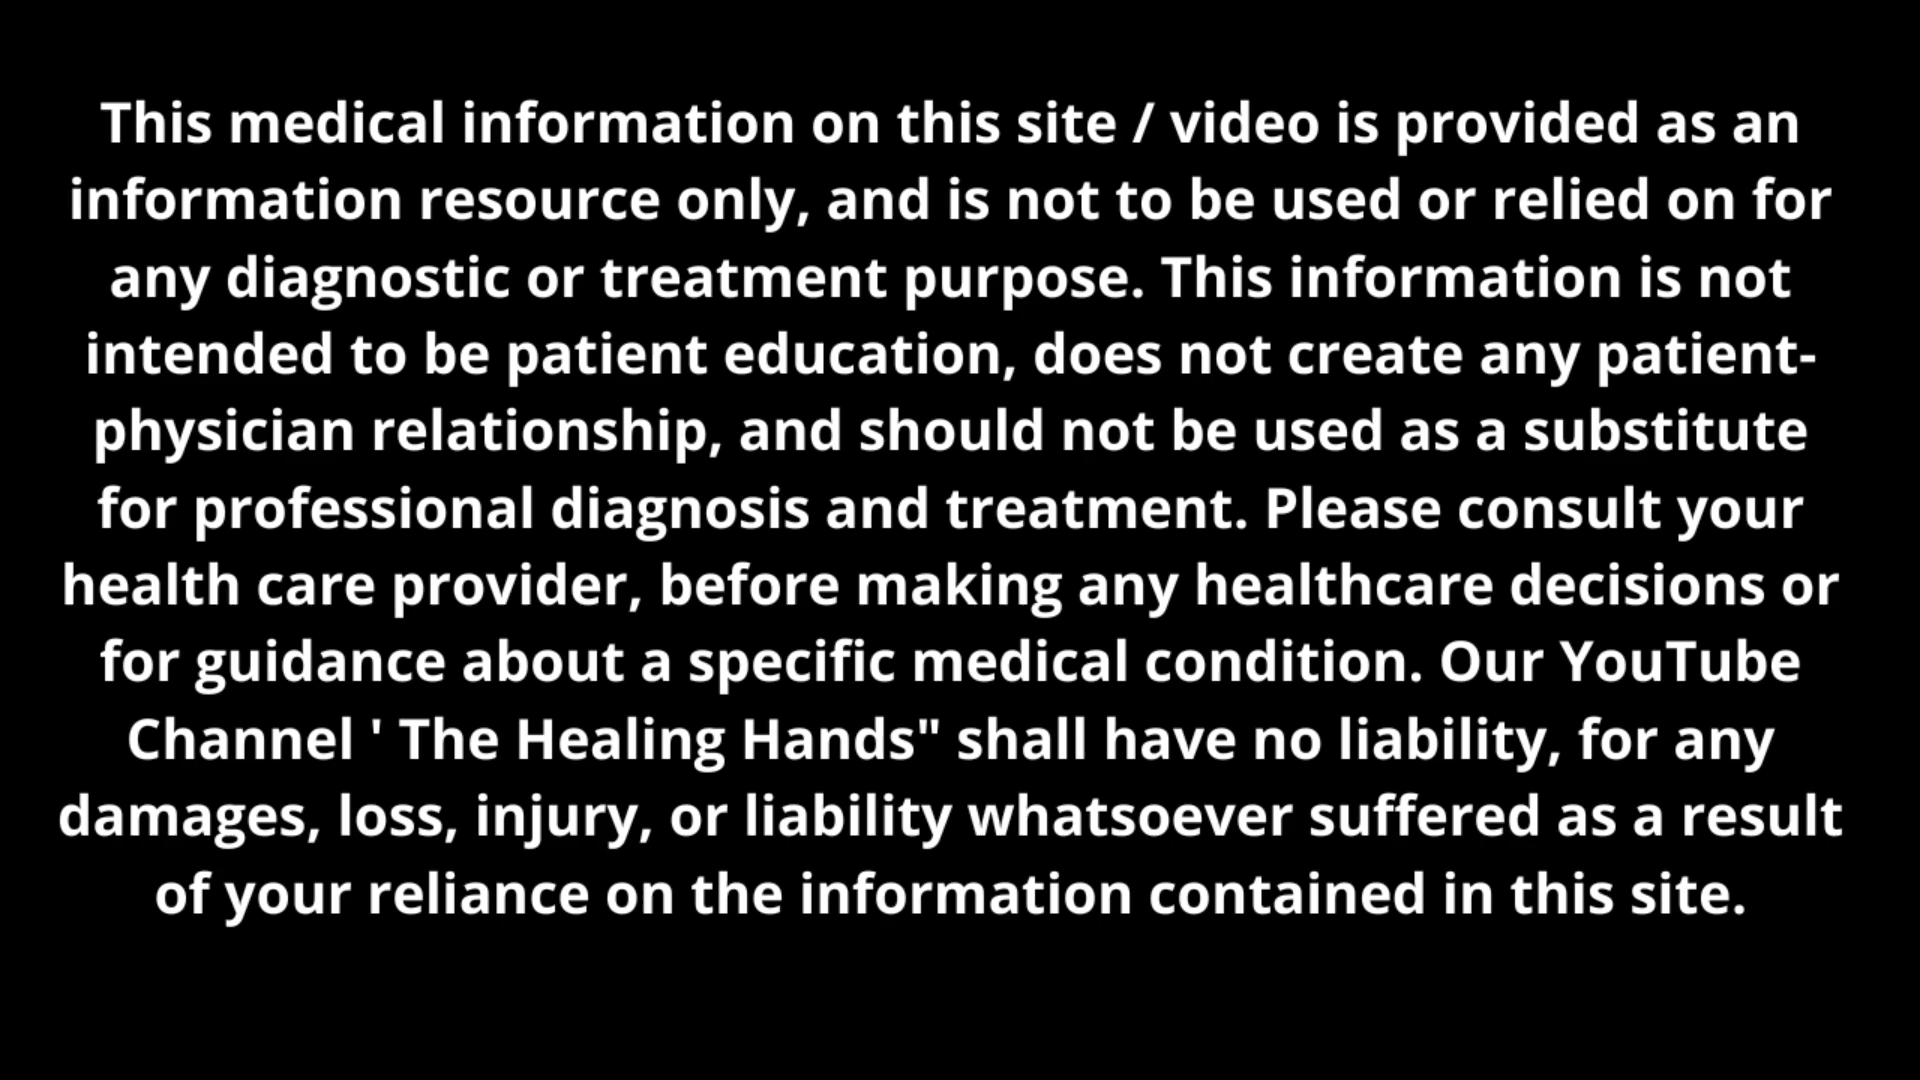 This medical information on this site / video is provided as an
information resource only, and is not to be used or relied on for
any diagnostic or treatment purpose. This information is not
intended to be patient education, does not create any patient-
physician relationship, and should not be used as a substitute
for professional diagnosis and treatment. Please consult your
health care provider, before making any healthcare decisions or
for guidance about a specific medical condition. Our YouTube
Channel ' The Healing Hands" shall have no liability, for any
damages, loss, injury, or liability whatsoever suffered as a result
of your reliance on the information contained in this site.